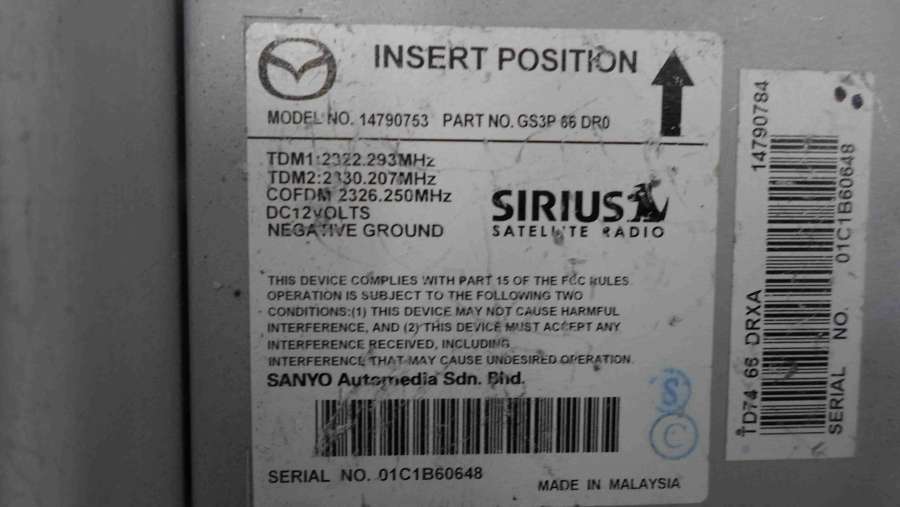 INSERT POSITION
MODEL NO. 14790753 PART NO. GS3P 66 DR0
TDM1:2322.293MHz
TDM2:2330.207MHz
COFDM 2326.250MHz
DC12VOLTS
NEGATIVE GROUND
SIRIUS
SATELLITE RADIO
THIS DEVICE COMPLIES WITH PART 15 OF THE FCC RULES
OPERATION IS SUBJECT TO THE FOLLOWING TWO
CONDITIONS:(1) THIS DEVICE MAY NOT CAUSE HARMFUL
INTERFERENCE, AND (2) THIS DEVICE MUST ACCEPT ANY
INTERFERENCE RECEIVED, INCLUDING
INTERFERENCE THAT MAY CAUSE UNDESIRED OPERATION.
SANYO Automedia Sdn. Bhd.
S
C
SERIAL NO. 01C1B60648
MADE IN MALAYSIA
TD74 66 DRXA 14790784
SERIAL NO. 01C1B60648